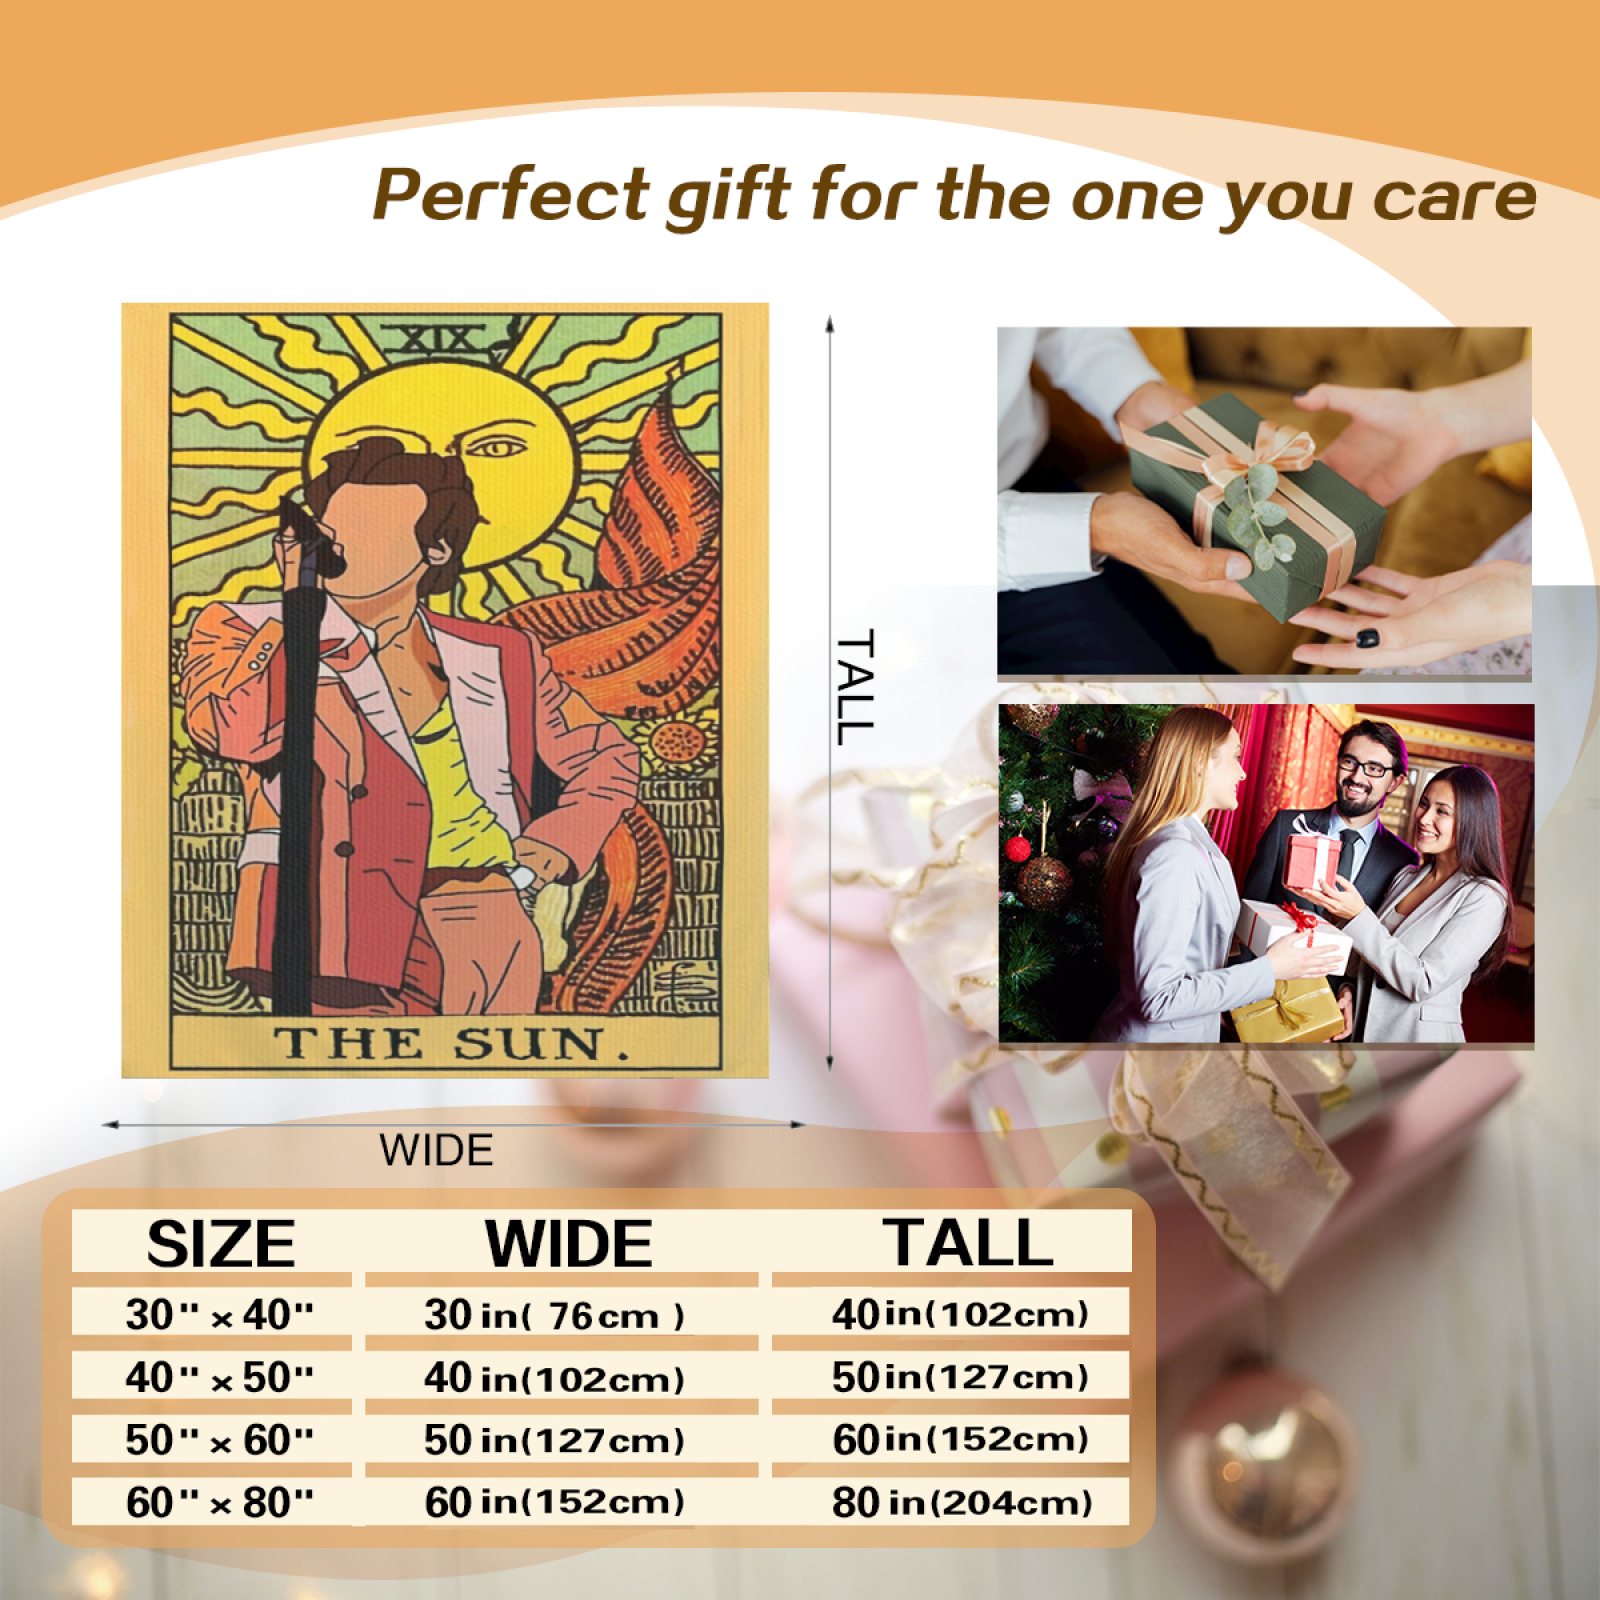 Perfect gift for the one you care
XIX
THE SUN.
TALL
WIDE
SIZE WIDE TALL
30" × 40" 30 in( 76cm ) 40in(102cm)
40" × 50" 40 in(102cm) 50in(127cm)
50" × 60" 50 in(127cm) 60in(152cm)
60" × 80" 60 in(152cm) 80 in(204cm)